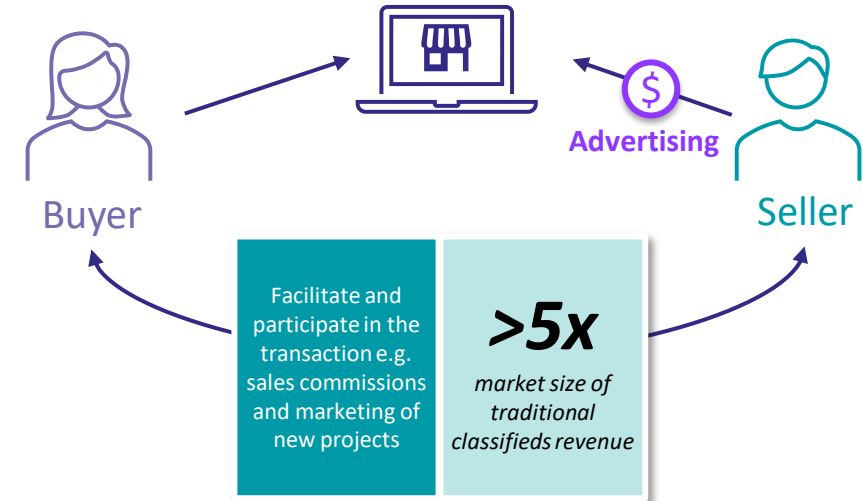 $
Advertising
Buyer
Seller
Facilitate and
participate in the
transaction e.g.
sales commissions
and marketing of
new projects
>5x
market size of
traditional
classifieds revenue